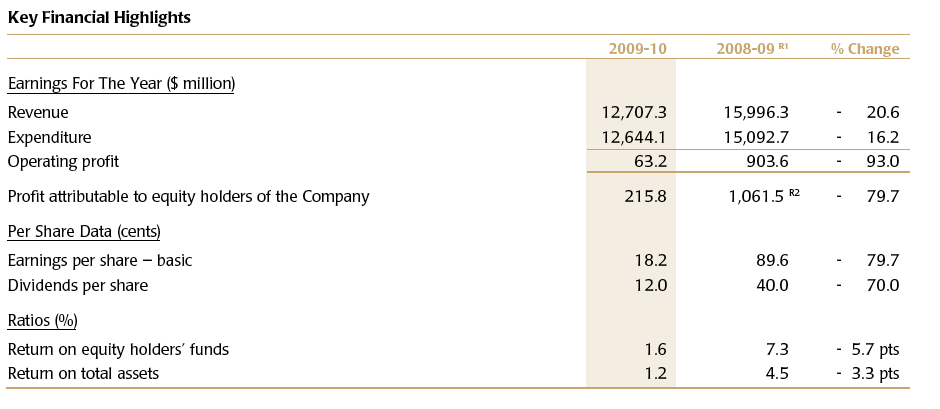 Key Financial Highlights
2009-10 2008-09 R1 % Change
Earnings For The Year ($ million)
Revenue 12,707.3 15,996.3 - 20.6
Expenditure 12,644.1 15,092.7 - 16.2
Operating profit 63.2 903.6 - 93.0
Profit attributable to equity holders of the Company 215.8 1,061.5 R2 - 79.7
Per Share Data (cents)
Earnings per share – basic 18.2 89.6 - 79.7
Dividends per share 12.0 40.0 - 70.0
Ratios (%)
Return on equity holders’ funds 1.6 7.3 - 5.7 pts
Return on total assets 1.2 4.5 - 3.3 pts